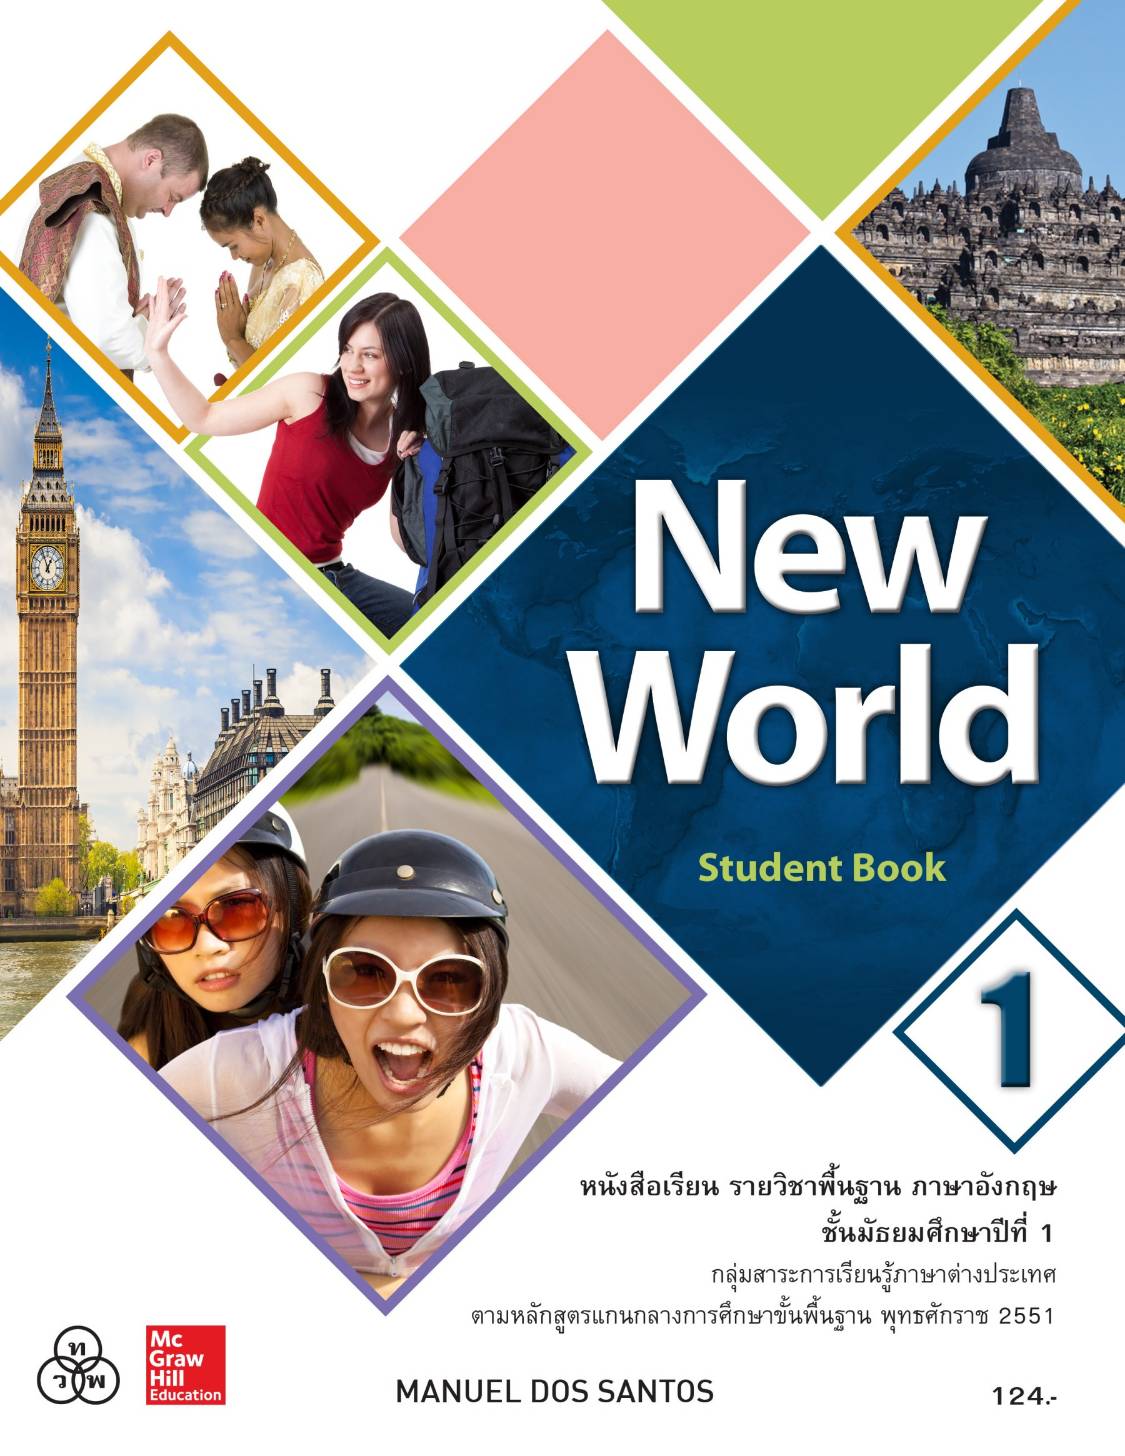 New
World
Student Book
1
หนังสือเรียน รายวิชาพื้นฐาน ภาษาอังกฤษ
ชั้นมัธยมศึกษาปีที่ 1
กลุ่มสาระการเรียนรู้ภาษาต่างประเทศ
ตามหลักสูตรแกนกลางการศึกษาขั้นพื้นฐาน พุทธศักราช 2551
ท
ว พ
Mc
Graw
Hill
Education
MANUEL DOS SANTOS
124.-